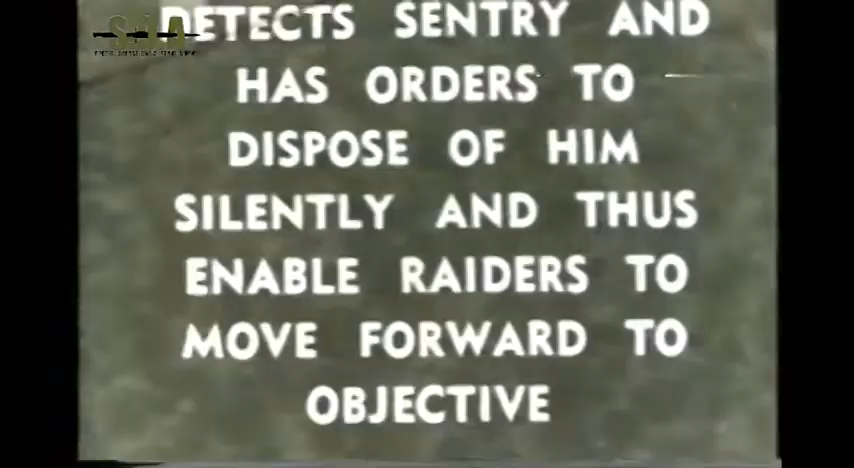 DETECTS SENTRY AND
HAS ORDERS TO
DISPOSE OF HIM
SILENTLY AND THUS
ENABLE RAIDERS TO
MOVE FORWARD TO
OBJECTIVE